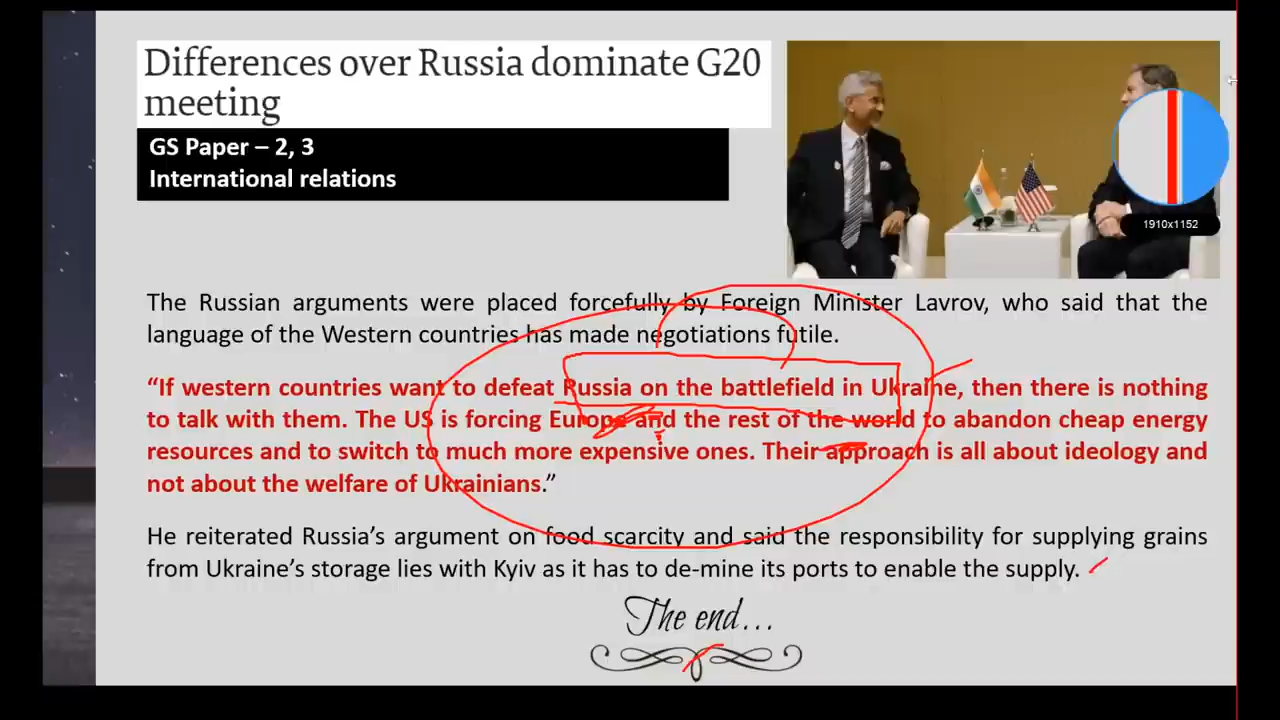 Differences over Russia dominate G20
meeting
GS Paper – 2, 3
International relations
1910x1152
The Russian arguments were placed forcefully by Foreign Minister Lavrov, who said that the
language of the Western countries has made negotiations futile.
“If western countries want to defeat Russia on the battlefield in Ukraine, then there is nothing
to talk with them. The US is forcing Europe and the rest of the world to abandon cheap energy
resources and to switch to much more expensive ones. Their approach is all about ideology and
not about the welfare of Ukrainians.”
He reiterated Russia’s argument on food scarcity and said the responsibility for supplying grains
from Ukraine’s storage lies with Kyiv as it has to de-mine its ports to enable the supply.
The end...